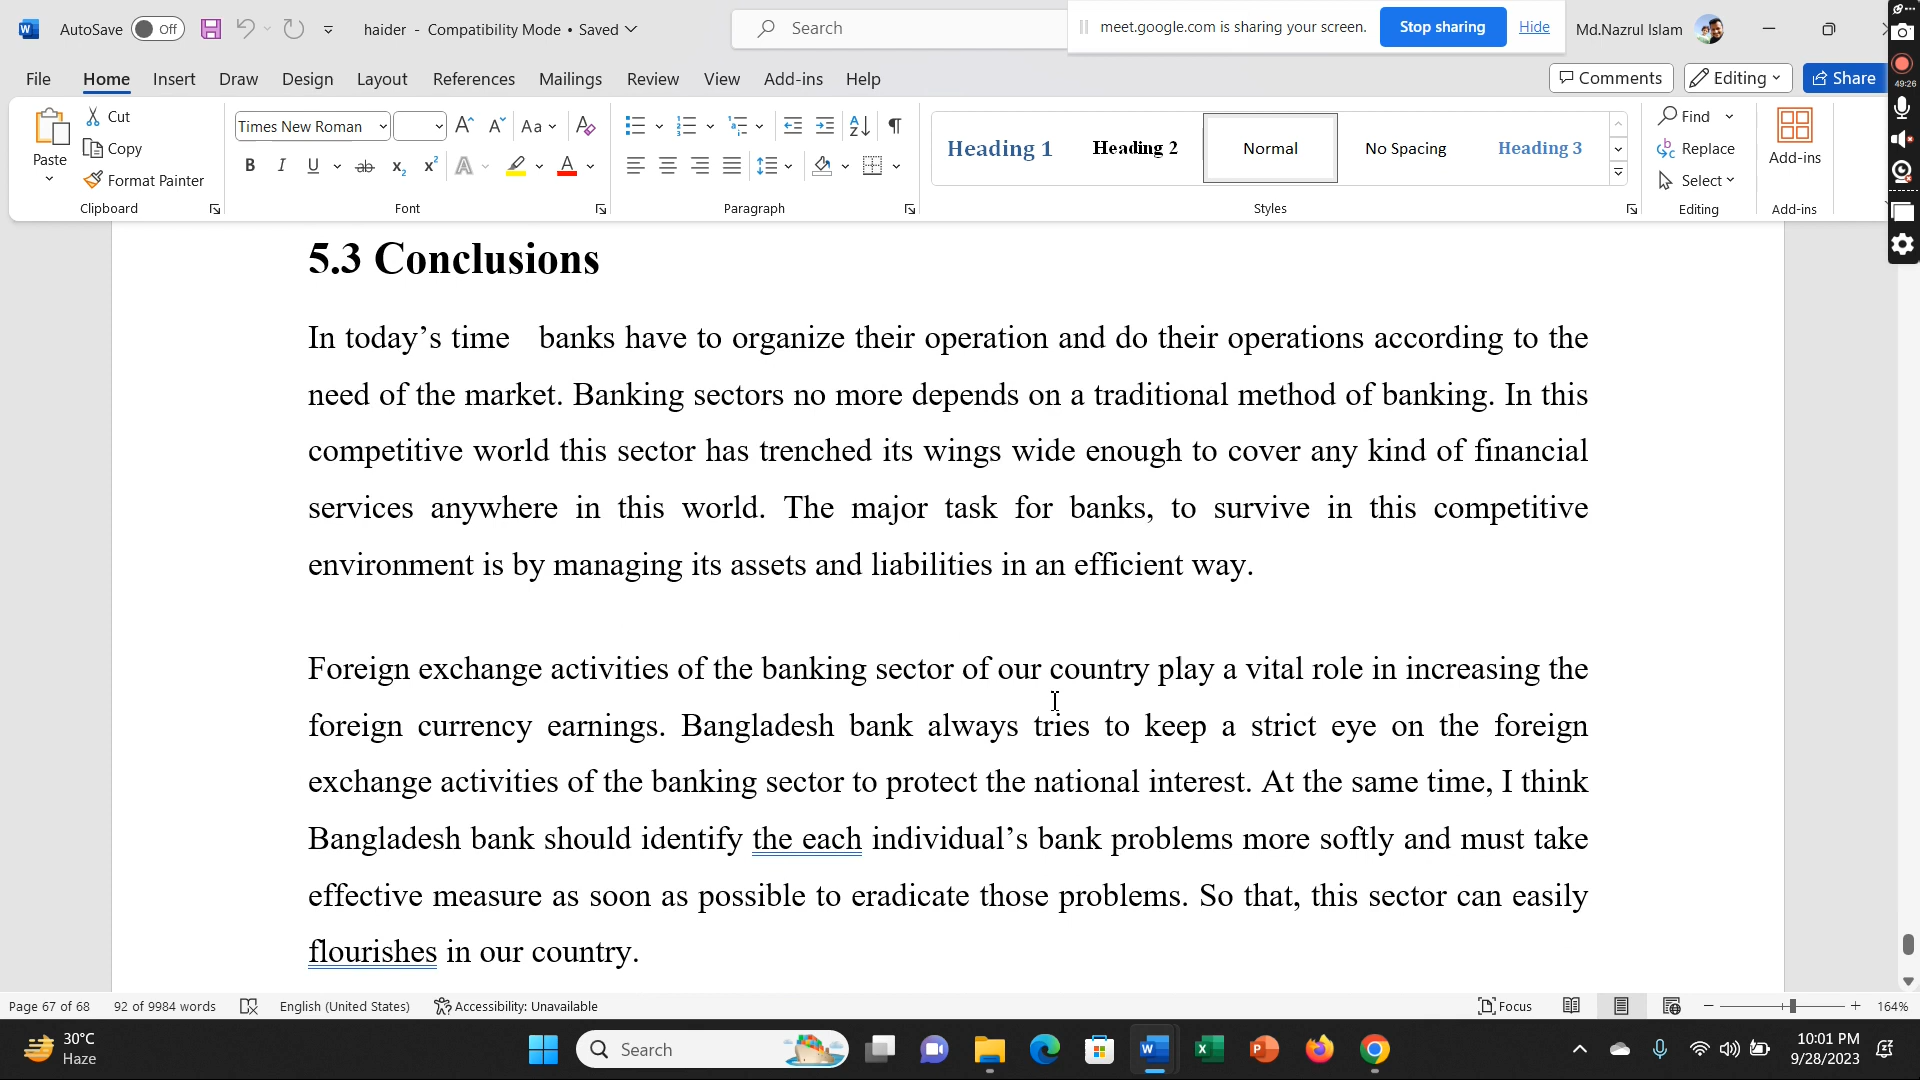 AutoSave Off haider - Compatibility Mode • Saved Search meet.google.com is sharing your screen. Stop sharing Hide Md.Nazrul Islam
File Home Insert Draw Design Layout References Mailings Review View Add-ins Help Comments Editing Share
49:26
Paste Cut Times New Roman Aa Heading 1 Heading 2 Normal No Spacing Heading 3 Find Add-ins
Copy Replace
Format Painter Select
Clipboard Font Paragraph Styles Editing Add-ins
5.3 Conclusions
In today's time banks have to organize their operation and do their operations according to the
need of the market. Banking sectors no more depends on a traditional method of banking. In this
competitive world this sector has trenched its wings wide enough to cover any kind of financial
services anywhere in this world. The major task for banks, to survive in this competitive
environment is by managing its assets and liabilities in an efficient way.
Foreign exchange activities of the banking sector of our country play a vital role in increasing the
foreign currency earnings. Bangladesh bank always tries to keep a strict eye on the foreign
exchange activities of the banking sector to protect the national interest. At the same time, I think
Bangladesh bank should identify the each individual's bank problems more softly and must take
effective measure as soon as possible to eradicate those problems. So that, this sector can easily
flourishes in our country.
Page 67 of 68 92 of 9984 words English (United States) Accessibility: Unavailable Focus 164%
30°C
Haze
Search
10:01 PM
9/28/2023